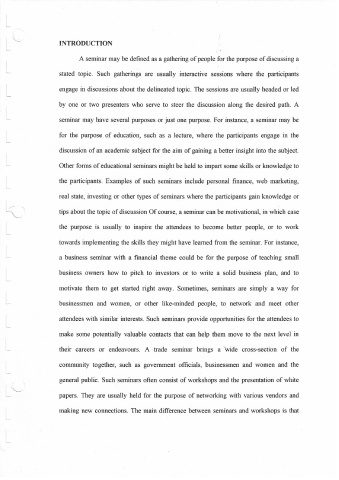 INTRODUCTION
A seminar may be defined as a gathering of people for the purpose of discussing a
stated topic. Such gatherings are usually interactive sessions where the participants
engage in discussions about the delineated topic. The sessions are usually headed or led
by one or two presenters who serve to steer the discussion along the desired path. A
seminar may have several purposes or just one purpose. For instance, a seminar may be
for the purpose of education, such as a lecture, where the participants engage in the
discussion of an academic subject for the aim of gaining a better insight into the subject.
Other forms of educational seminars might be held to impart some skills or knowledge to
the participants. Examples of such seminars include personal finance, web marketing,
real state, investing or other types of seminars where the participants gain knowledge or
tips about the topic of discussion Of course, a seminar can be motivational, in which case
the purpose is usually to inspire the attendees to become better people, or to work
towards implementing the skills they might have learned from the seminar. For instance,
a business seminar with a financial theme could be for the purpose of teaching small
business owners how to pitch to investors or to write a solid business plan, and to
motivate them to get started right away. Sometimes, seminars are simply a way for
businessmen and women, or other like-minded people, to network and meet other
attendees with similar interests. Such seminars provide opportunities for the attendees to
make some potentially valuable contacts that can help them move to the next level in
their careers or endeavours. A trade seminar brings a wide cross-section of the
community together, such as government officials, businessmen and women and the
general public. Such seminars often consist of workshops and the presentation of white
papers. They are usually held for the purpose of networking with various vendors and
making new connections. The main difference between seminars and workshops is that